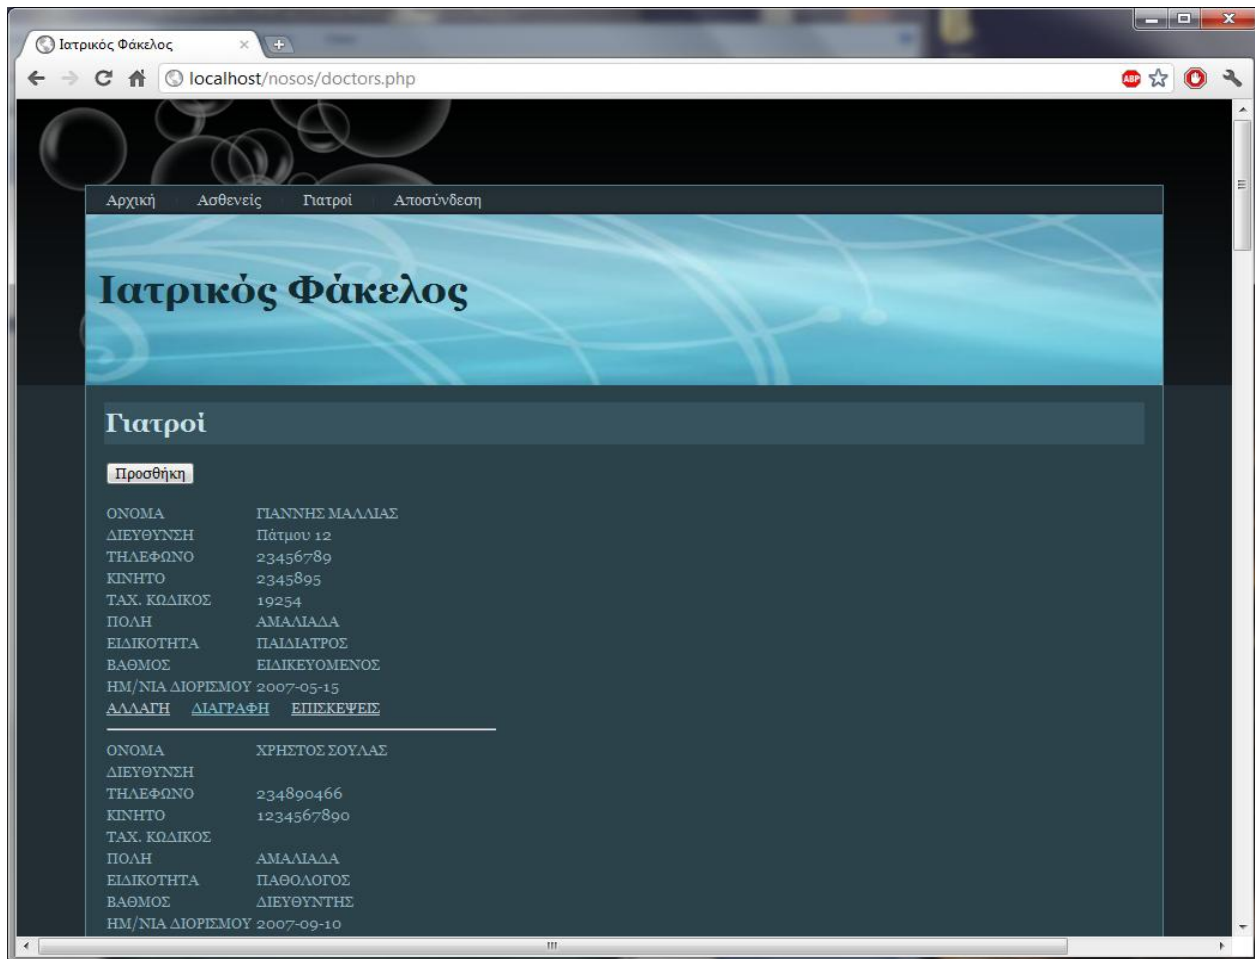 Ιατρικός Φάκελος
localhost/nosos/doctors.php
ABP
Αρχική Ασθενείς Γιατροί Αποσύνδεση
Ιατρικός Φάκελος
Γιατροί
Προσθήκη
ΟΝΟΜΑ ΓΙΑΝΝΗΣ ΜΑΛΛΙΑΣ
ΔΙΕΥΘΥΝΣΗ Πάτμου 12
ΤΗΛΕΦΩΝΟ 23456789
ΚΙΝΗΤΟ 2345895
ΤΑΧ. ΚΩΔΙΚΟΣ 19254
ΠΟΛΗ ΑΜΑΛΙΑΔΑ
ΕΙΔΙΚΟΤΗΤΑ ΠΑΙΔΙΑΤΡΟΣ
ΒΑΘΜΟΣ ΕΙΔΙΚΕΥΟΜΕΝΟΣ
ΗΜ/ΝΙΑ ΔΙΟΡΙΣΜΟΥ 2007-05-15
ΑΛΛΑΓΗ ΔΙΑΓΡΑΦΗ ΕΠΙΣΚΕΨΕΙΣ
ΟΝΟΜΑ ΧΡΗΣΤΟΣ ΣΟΥΛΑΣ
ΔΙΕΥΘΥΝΣΗ
ΤΗΛΕΦΩΝΟ 234890466
ΚΙΝΗΤΟ 1234567890
ΤΑΧ. ΚΩΔΙΚΟΣ
ΠΟΛΗ ΑΜΑΛΙΑΔΑ
ΕΙΔΙΚΟΤΗΤΑ ΠΑΘΟΛΟΓΟΣ
ΒΑΘΜΟΣ ΔΙΕΥΘΥΝΤΗΣ
ΗΜ/ΝΙΑ ΔΙΟΡΙΣΜΟΥ 2007-09-10